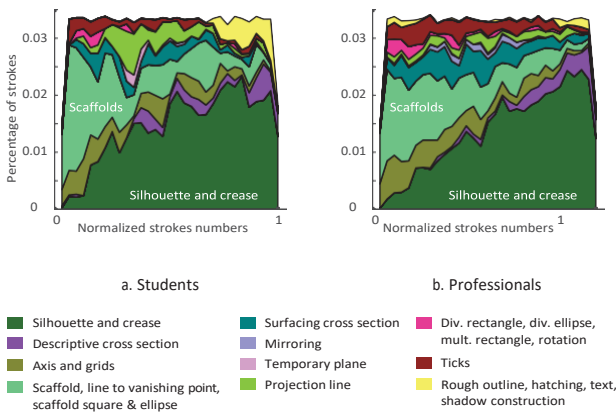 Percentage of strokes
0.03
0.02
0.01
0
Scaffolds
Silhouette and crease
0
1
Normalized strokes numbers
0.03
0.02
0.01
0
Scaffolds
Silhouette and crease
0
1
Normalized strokes numbers
a. Students
b. Professionals
Silhouette and crease
Descriptive cross section
Axis and grids
Scaffold, line to vanishing point,
scaffold square & ellipse
Surfacing cross section
Mirroring
Temporary plane
Projection line
Div. rectangle, div. ellipse,
mult. rectangle, rotation
Ticks
Rough outline, hatching, text,
shadow construction